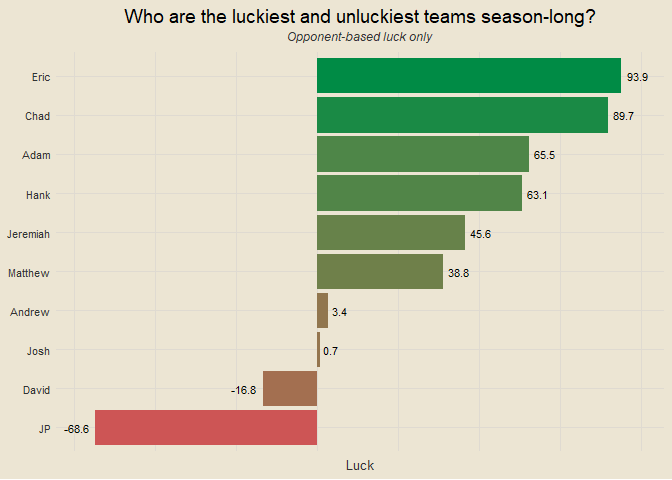 Who are the luckiest and unluckiest teams season-long?
Opponent-based luck only
Eric 93.9
Chad 89.7
Adam 65.5
Hank 63.1
Jeremiah 45.6
Matthew 38.8
Andrew 3.4
Josh 0.7
David -16.8
JP -68.6
Luck